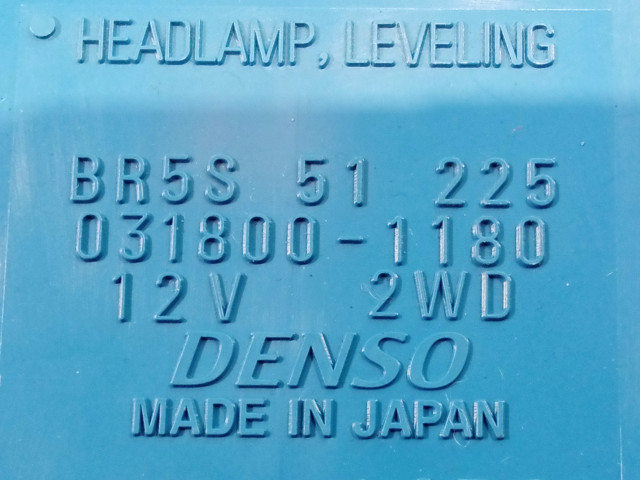 HEADLAMP, LEVELING
BR5S 51 225
031800-1180
12V 2WD
DENSO
MADE IN JAPAN